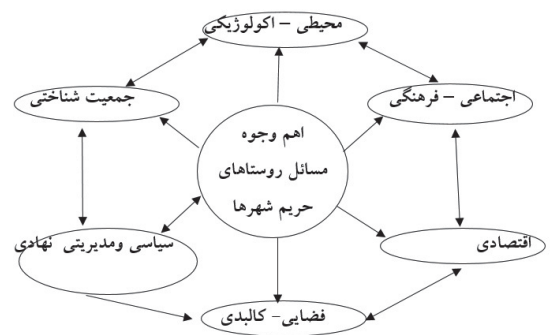 محیطی – اکولوژیکی
جمعیت شناختی
اجتماعی – فرهنگی
اهم وجوه
مسائل روستاهای
حریم شهرها
سیاسی ومدیریتی نهادی
اقتصادی
فضایی- کالبدی